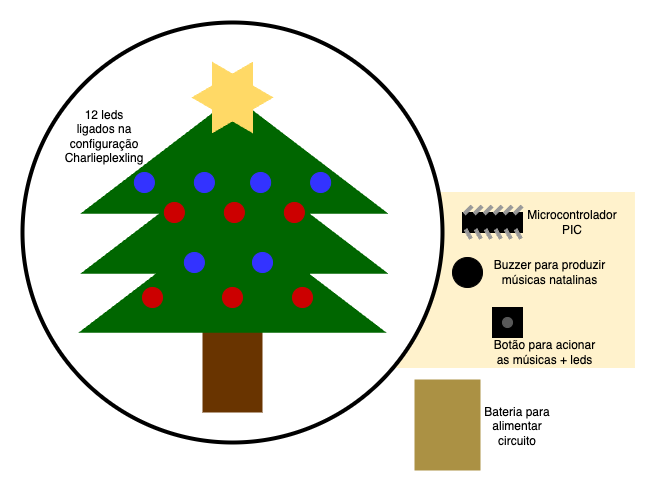 12 leds
ligados na
configuração
Charlieplexling
Microcontrolador
PIC
Buzzer para produzir
músicas natalinas
Botão para acionar
as músicas + leds
Bateria para
alimentar
circuito